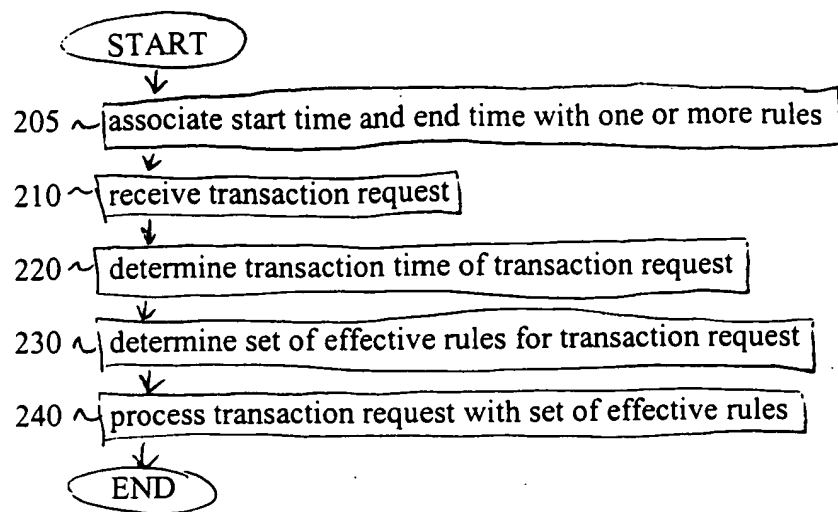 START
205 associate start time and end time with one or more rules
210 receive transaction request
220 determine transaction time of transaction request
230 determine set of effective rules for transaction request
240 process transaction request with set of effective rules
END